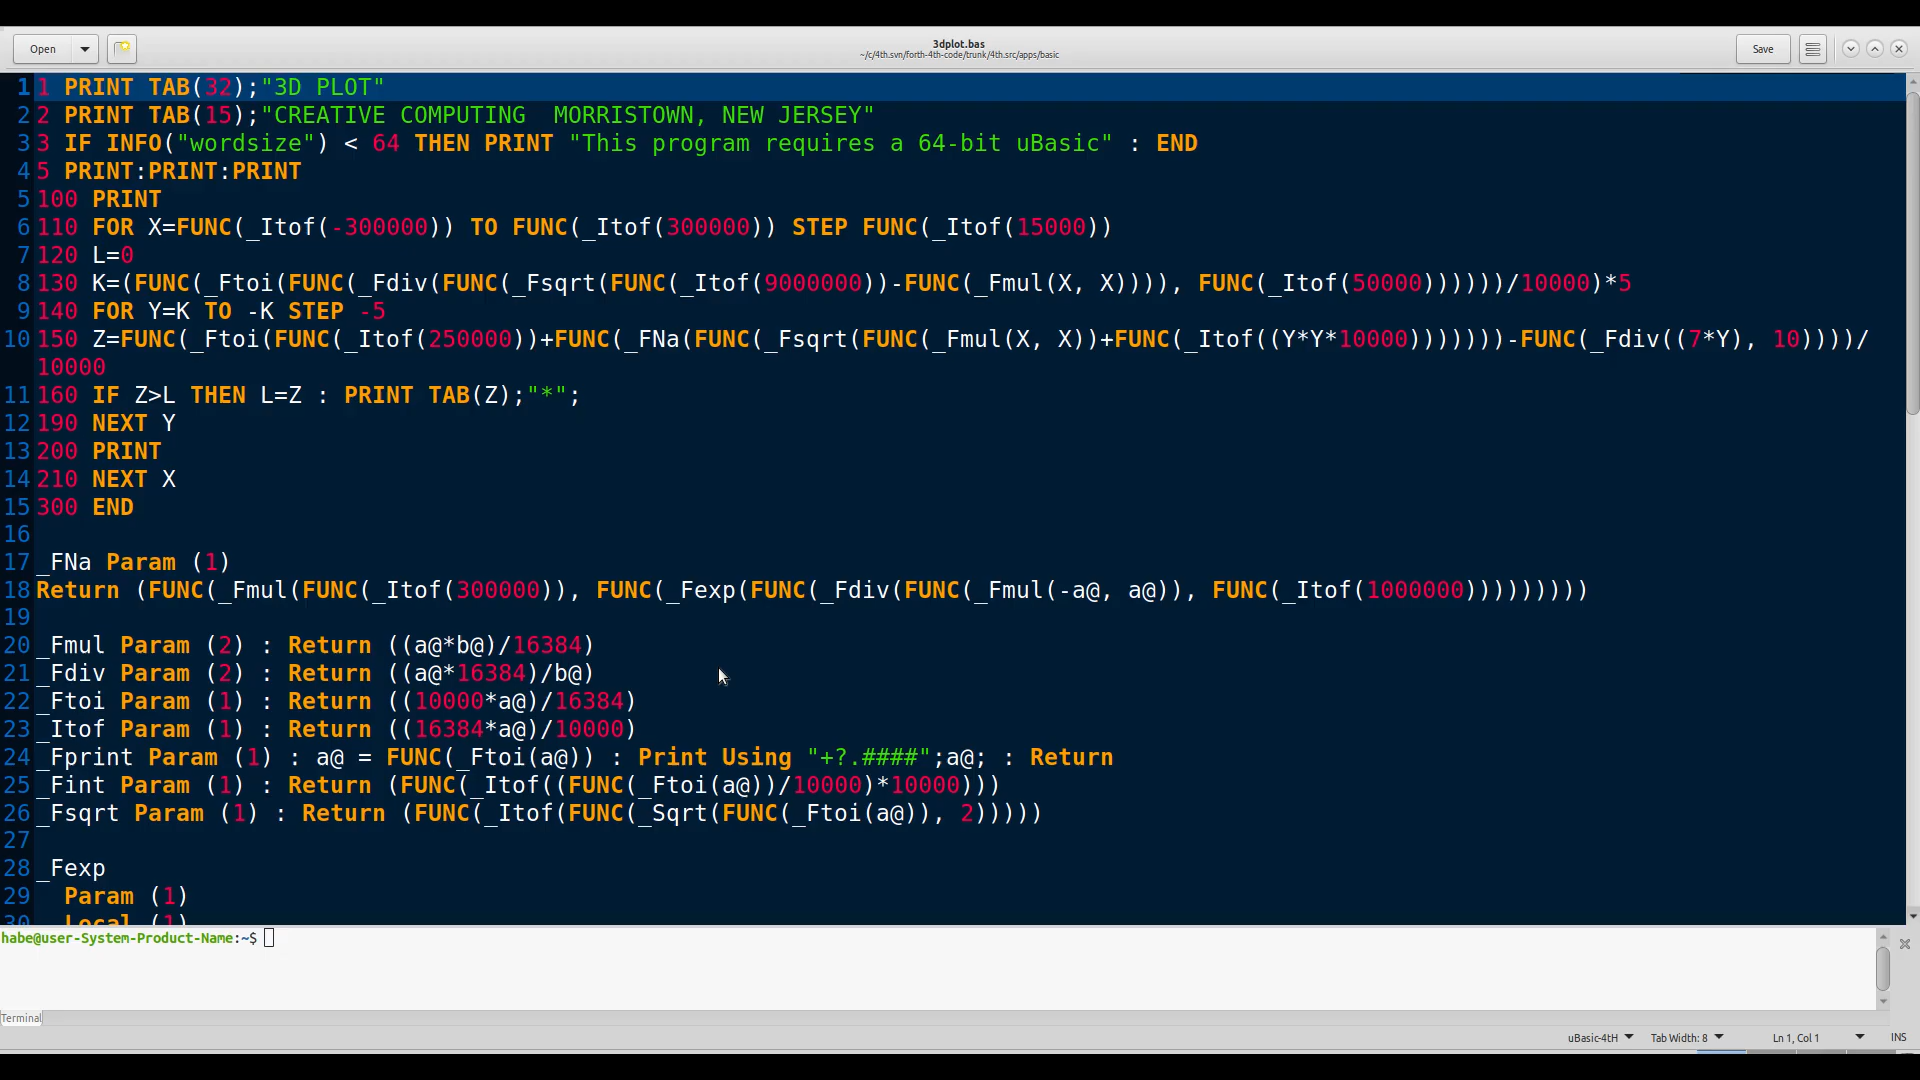 Open
3dplot.bas
~/c/4th.svn/forth-4th-code/trunk/4th.src/apps/basic
Save
1 1 PRINT TAB(32);"3D PLOT"
2 2 PRINT TAB(15);"CREATIVE COMPUTING  MORRISTOWN, NEW JERSEY"
3 3 IF INFO("wordsize") < 64 THEN PRINT "This program requires a 64-bit uBasic" : END
4 5 PRINT:PRINT:PRINT
5 100 PRINT
6 110 FOR X=FUNC(_Itof(-300000)) TO FUNC(_Itof(300000)) STEP FUNC(_Itof(15000))
7 120 L=0
8 130 K=(FUNC(_Ftoi(FUNC(_Fdiv(FUNC(_Fsqrt(FUNC(_Itof(9000000))-FUNC(_Fmul(X, X)))), FUNC(_Itof(50000))))))/10000)*5
9 140 FOR Y=K TO -K STEP -5
10 150 Z=FUNC(_Ftoi(FUNC(_Itof(250000))+FUNC(_FNa(FUNC(_Fsqrt(FUNC(_Fmul(X, X))+FUNC(_Itof((Y*Y*10000)))))))-FUNC(_Fdiv((7*Y), 10))))/
10000
11 160 IF Z>L THEN L=Z : PRINT TAB(Z);"*";
12 190 NEXT Y
13 200 PRINT
14 210 NEXT X
15 300 END
16
17 _FNa Param (1)
18 Return (FUNC(_Fmul(FUNC(_Itof(300000)), FUNC(_Fexp(FUNC(_Fdiv(FUNC(_Fmul(-a@, a@)), FUNC(_Itof(1000000)))))))))
19
20 _Fmul Param (2) : Return ((a@*b@)/16384)
21 _Fdiv Param (2) : Return ((a@*16384)/b@)
22 _Ftoi Param (1) : Return ((10000*a@)/16384)
23 _Itof Param (1) : Return ((16384*a@)/10000)
24 _Fprint Param (1) : a@ = FUNC(_Ftoi(a@)) : Print Using "+?.####";a@; : Return
25 _Fint Param (1) : Return (FUNC(_Itof((FUNC(_Ftoi(a@))/10000)*10000)))
26 _Fsqrt Param (1) : Return (FUNC(_Itof(FUNC(_Sqrt(FUNC(_Ftoi(a@)), 2)))))
27
28 _Fexp
29 Param (1)
30 Local (1)
habe@user-System-Product-Name:~$
Terminal
uBasic-4tH Tab Width: 8 Ln 1, Col 1 INS